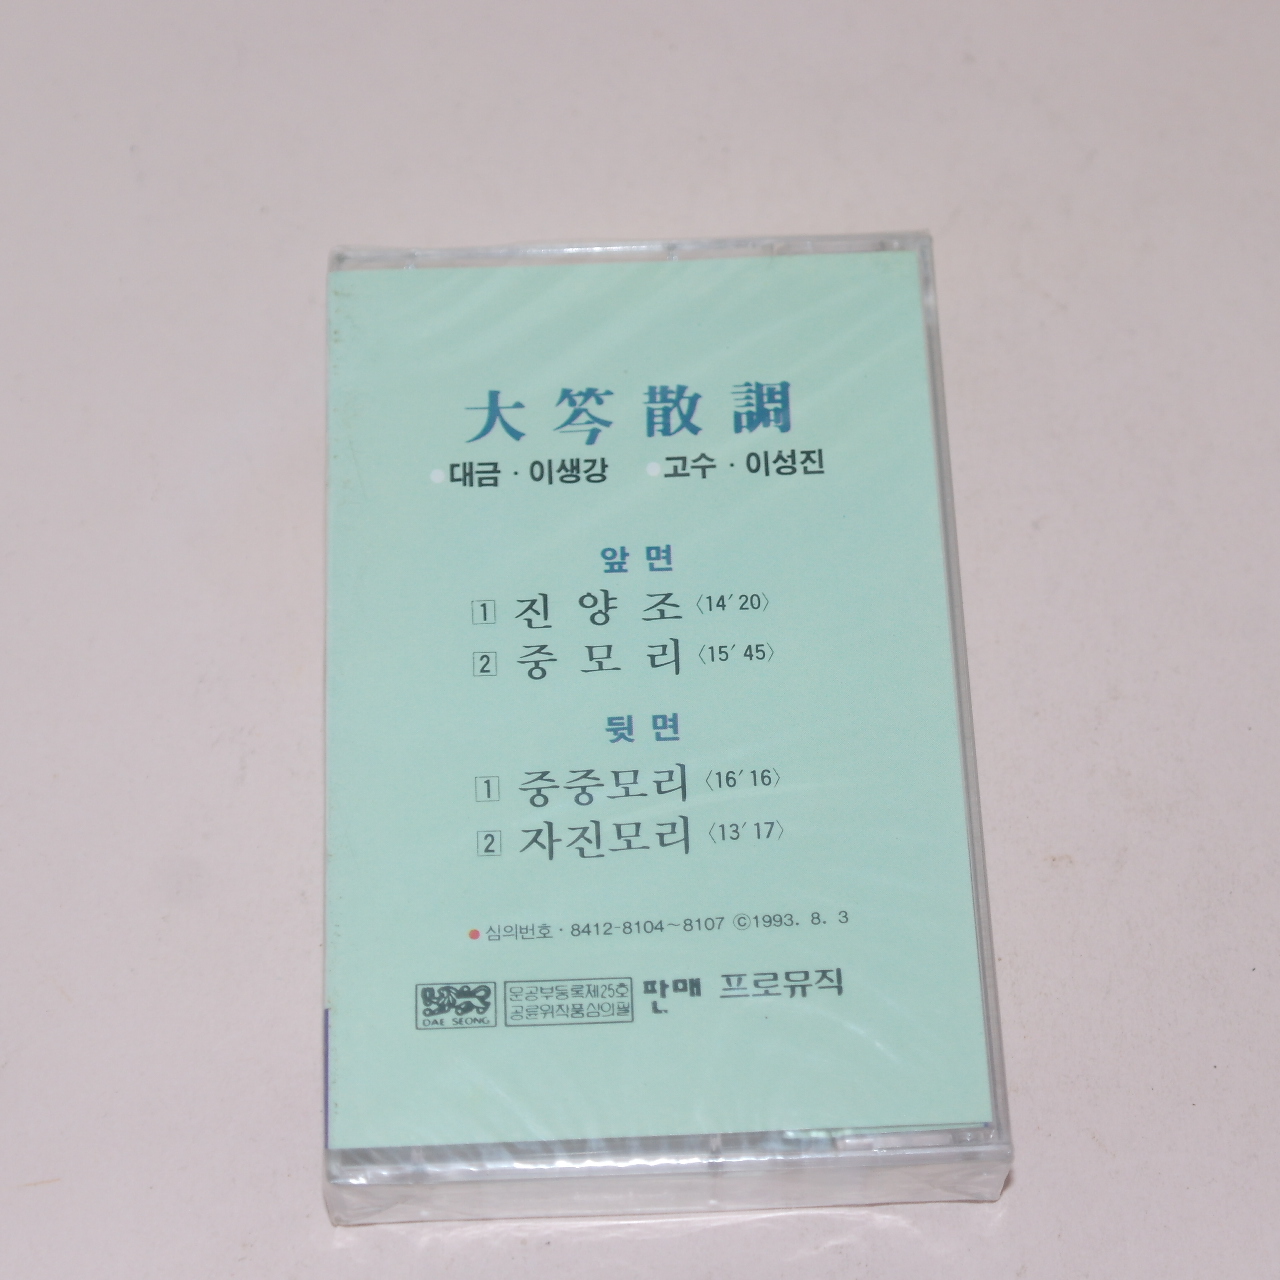 大笒散調
대금 · 이생강 고수 · 이성진
앞면
1 진양조 〈14′20〉
2 중모리 〈15′45〉
뒷면
1 중중모리 〈16′16〉
2 자진모리 〈13′17〉
심의번호 · 8412-8104~8107 ⓒ1993. 8. 3
DAE SEONG
문공부등록제25호
공륜위작품심의필
판매 프로뮤직